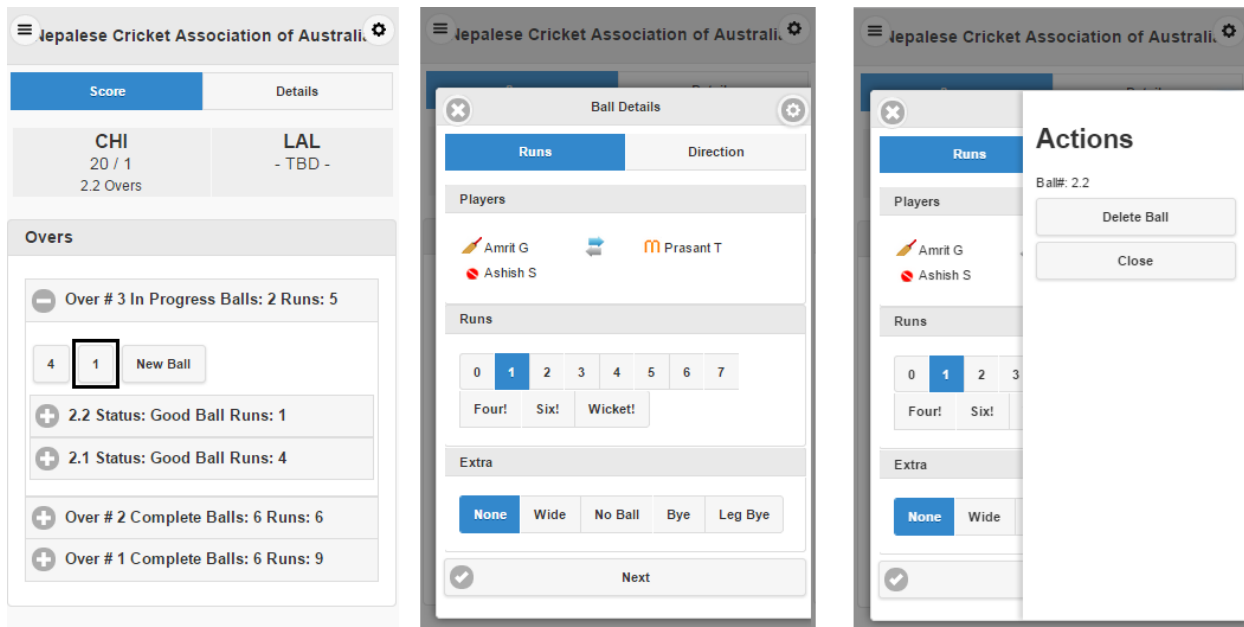 Nepalese Cricket Association of Australi
Score Details
CHI LAL
20 / 1 - TBD -
2.2 Overs
Overs
Over # 3 In Progress Balls: 2 Runs: 5
4 1 New Ball
2.2 Status: Good Ball Runs: 1
2.1 Status: Good Ball Runs: 4
Over # 2 Complete Balls: 6 Runs: 6
Over # 1 Complete Balls: 6 Runs: 9
Nepalese Cricket Association of Australi
Ball Details
Runs Direction
Players
Amrit G Prasant T
Ashish S
Runs
0 1 2 3 4 5 6 7
Four! Six! Wicket!
Extra
None Wide No Ball Bye Leg Bye
Next
Nepalese Cricket Association of Australi
Runs
Players
Amrit G
Ashish S
Runs
0 1 2 3
Four! Six!
Extra
None Wide
Actions
Ball#: 2.2
Delete Ball
Close